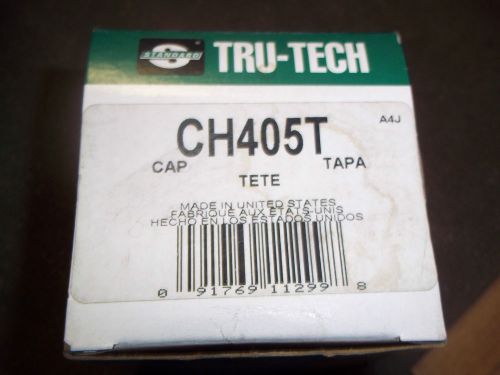 STANDARD
TRU-TECH
A4J
CH405T
CAP TAPA
TETE
MADE IN UNITED STATES
FABRIQUE AUX ETATS-UNIS
HECHO EN LOS ESTADOS UNIDOS
0 91769 11299 8